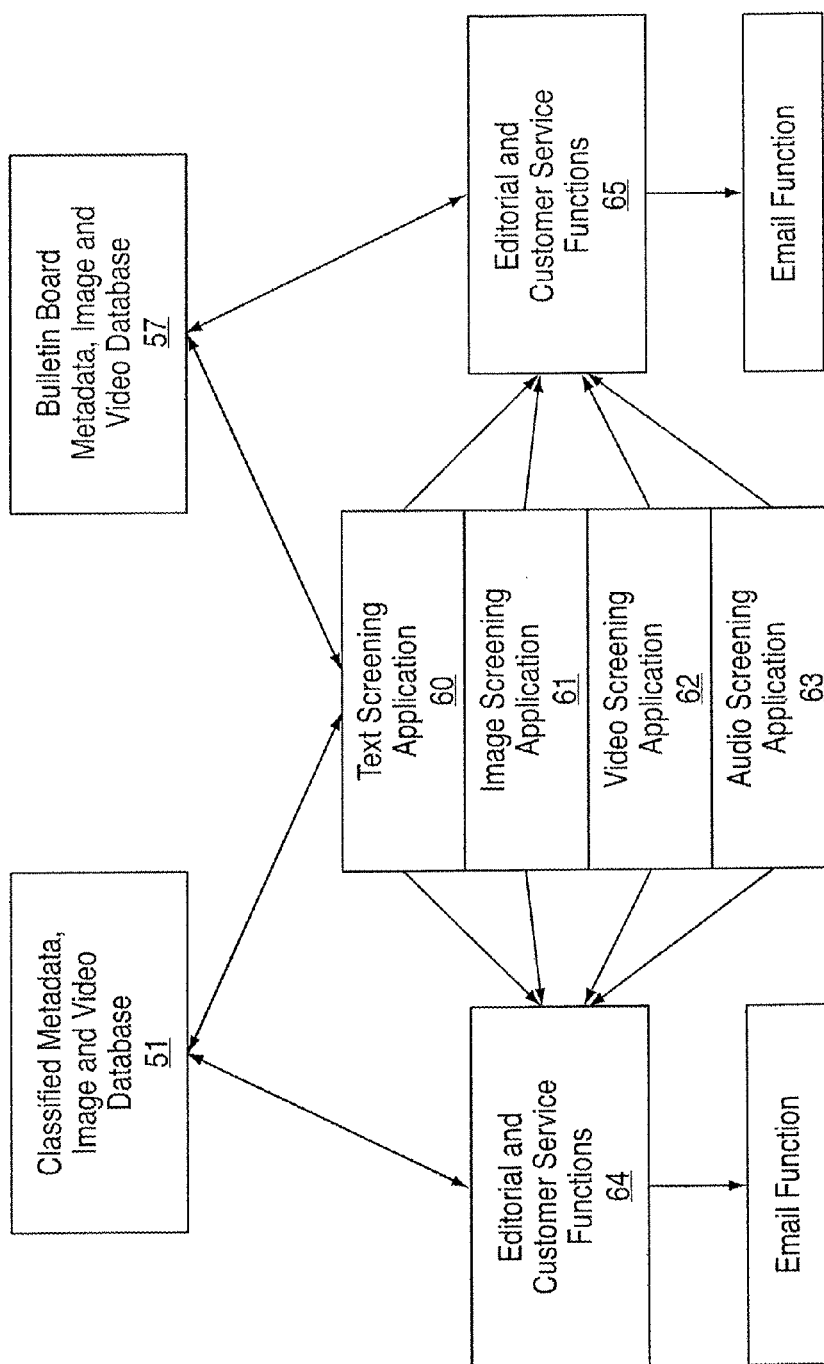 Classified Metadata,
Image and Video
Database
51
Bulletin Board
Metadata, Image and
Video Database
57
Text Screening
Application
60
Image Screening
Application
61
Video Screening
Application
62
Audio Screening
Application
63
Editorial and
Customer Service
Functions
64
Editorial and
Customer Service
Functions
65
Email Function
Email Function